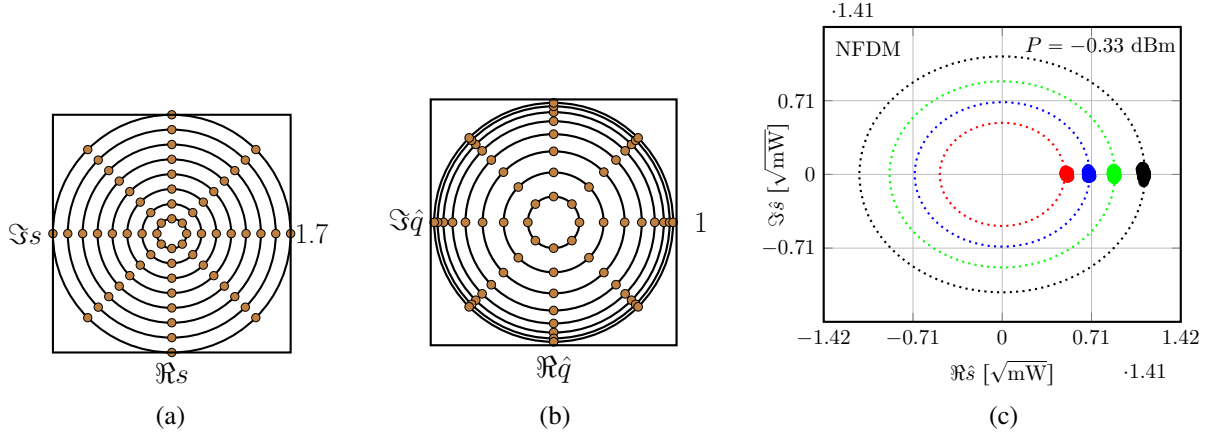 ℑs
1.7
ℜs
(a)
ℑq̂
1
ℜq̂
(b)
·1.41
NFDM
P = −0.33 dBm
0.71
0
−0.71
ℑŝ [√mW]
−1.42
−0.71
0
0.71
1.42
ℜŝ [√mW]
·1.41
(c)